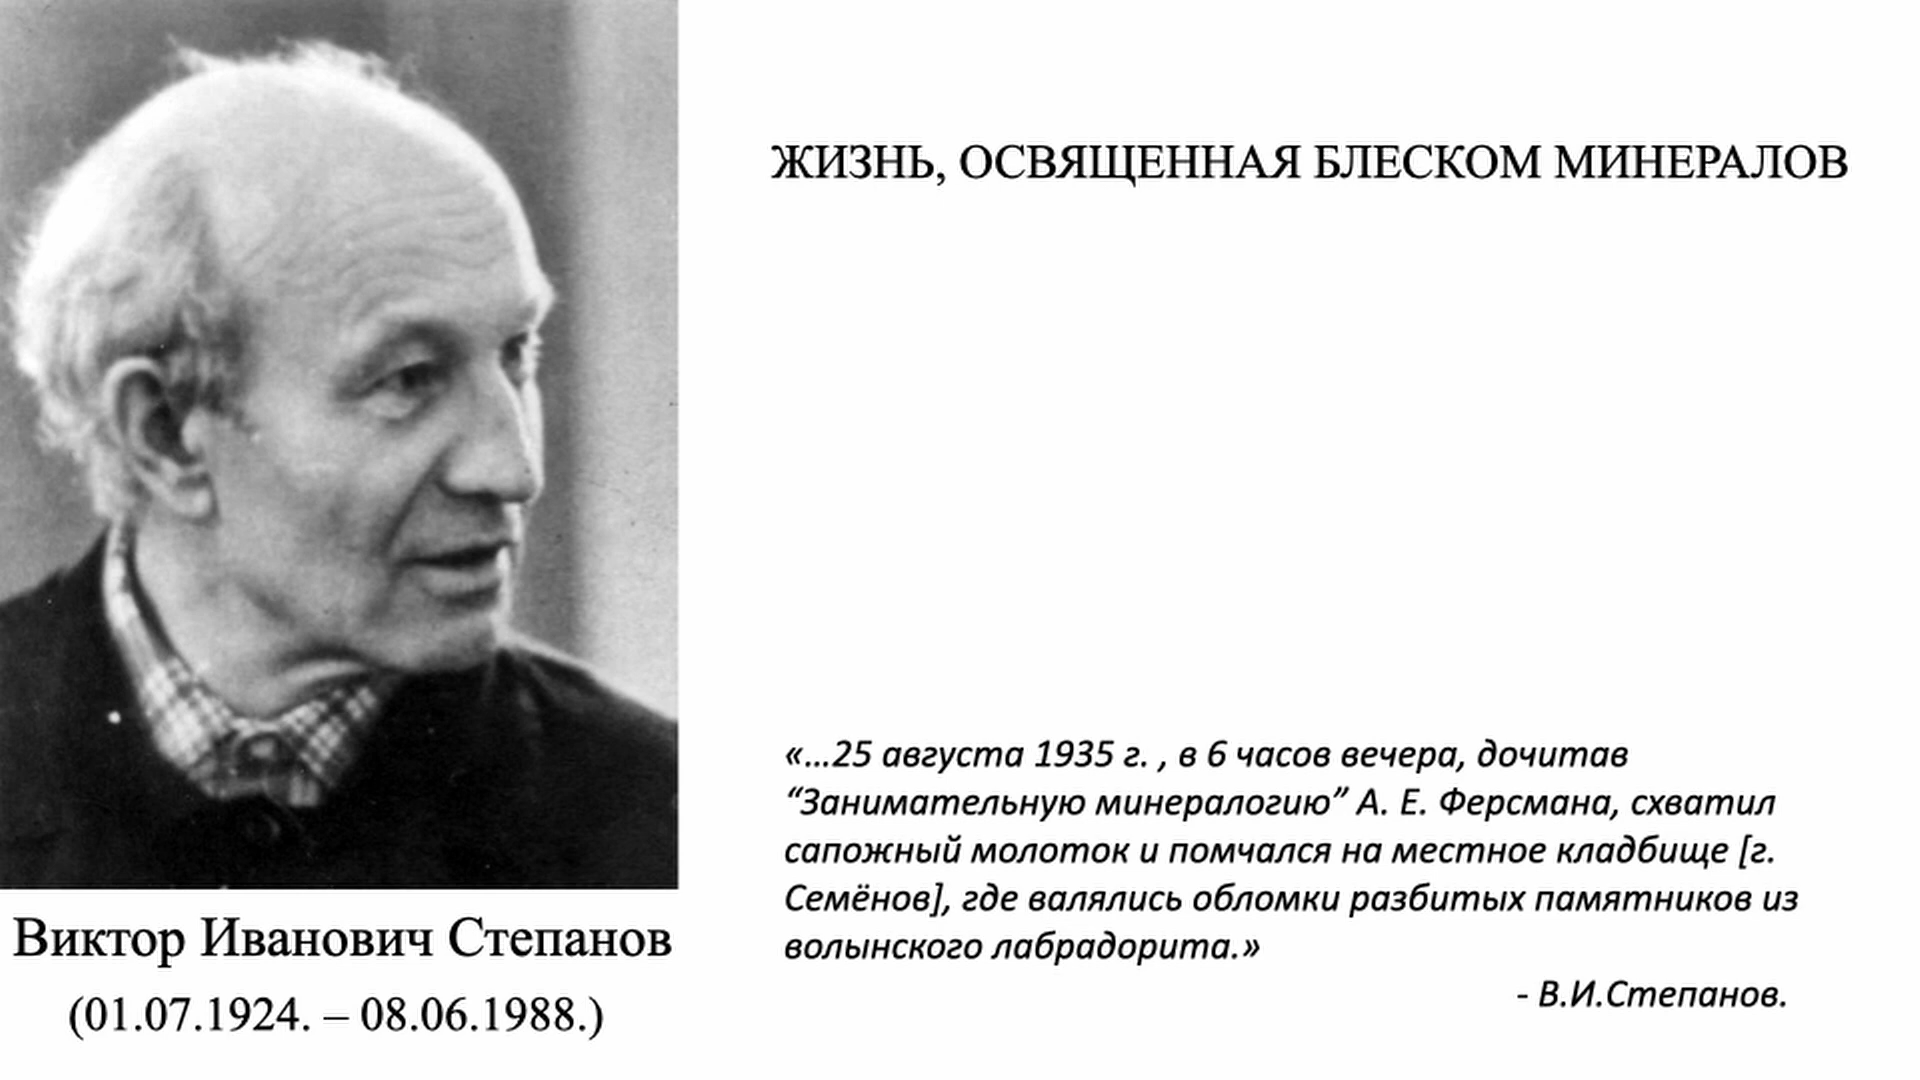 ЖИЗНЬ, ОСВЯЩЕННАЯ БЛЕСКОМ МИНЕРАЛОВ
«…25 августа 1935 г. , в 6 часов вечера, дочитав
“Занимательную минералогию” А. Е. Ферсмана, схватил
сапожный молоток и помчался на местное кладбище [г.
Семёнов], где валялись обломки разбитых памятников из
волынского лабрадорита.»
- В.И.Степанов.
Виктор Иванович Степанов
(01.07.1924. – 08.06.1988.)